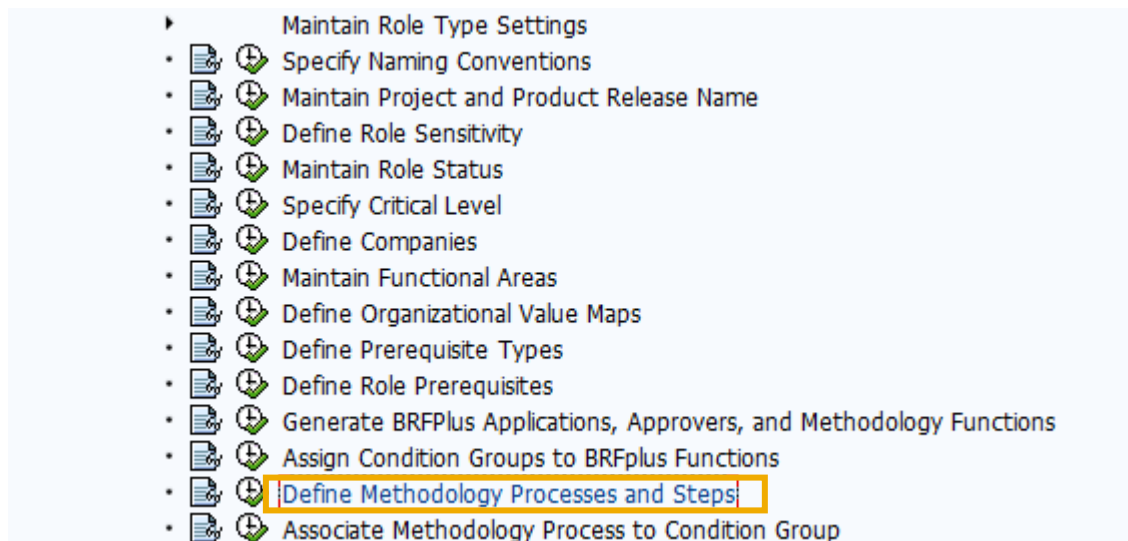 Maintain Role Type Settings
Specify Naming Conventions
Maintain Project and Product Release Name
Define Role Sensitivity
Maintain Role Status
Specify Critical Level
Define Companies
Maintain Functional Areas
Define Organizational Value Maps
Define Prerequisite Types
Define Role Prerequisites
Generate BRFPlus Applications, Approvers, and Methodology Functions
Assign Condition Groups to BRFplus Functions
Define Methodology Processes and Steps
Associate Methodology Process to Condition Group